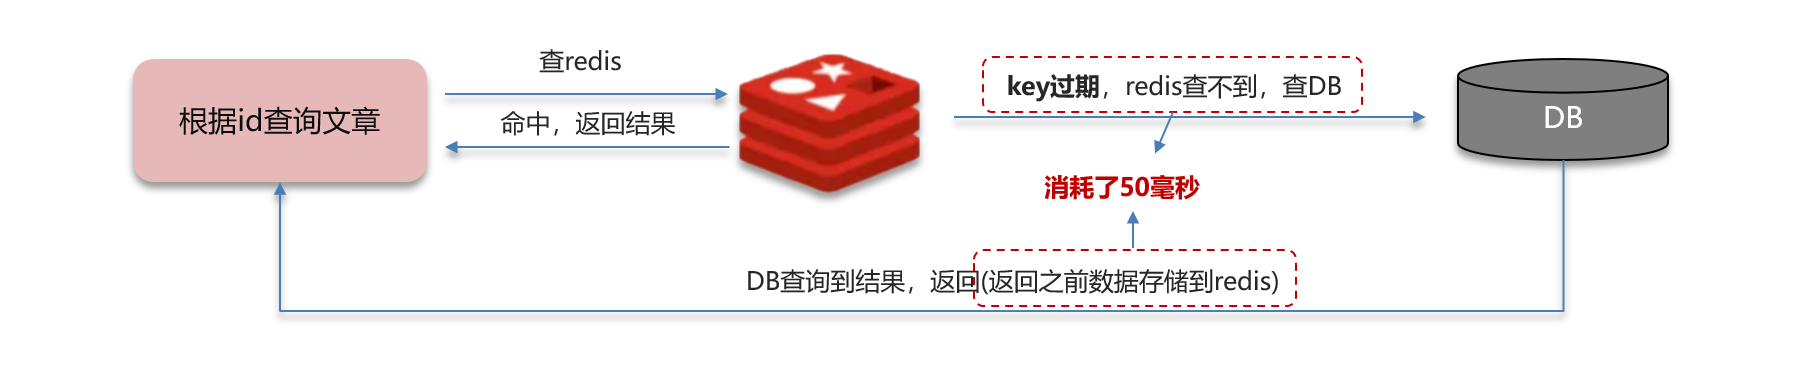 查redis
根据id查询文章
命中，返回结果
key过期，redis查不到，查DB
DB
消耗了50毫秒
DB查询到结果，返回(返回之前数据存储到redis)